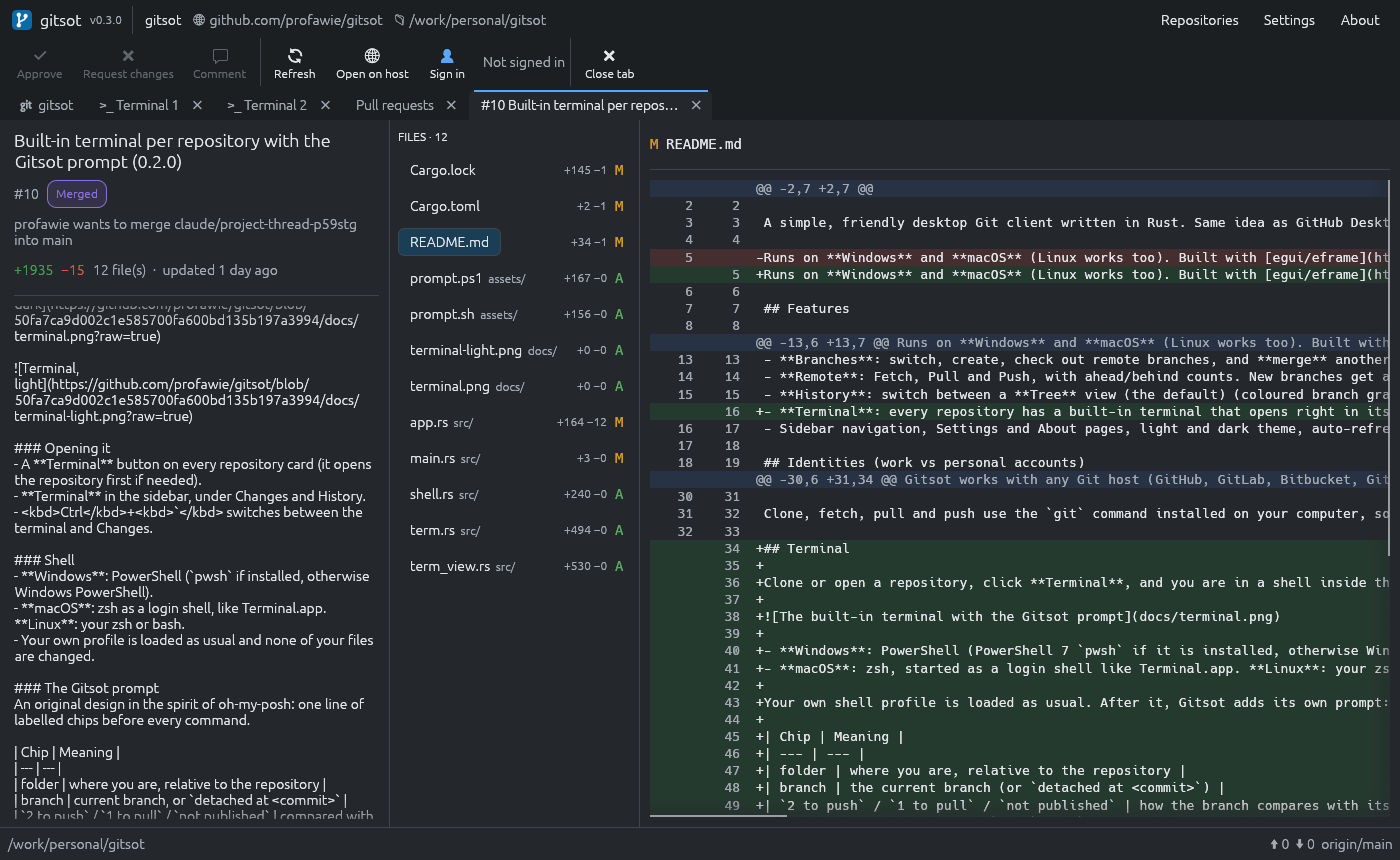 gitsot v0.3.0 gitsot github.com/profawie/gitsot /work/personal/gitsot Repositories Settings About
Approve Request changes Comment Refresh Open on host Sign in Not signed in Close tab
git gitsot >_ Terminal 1 × >_ Terminal 2 × Pull requests × #10 Built-in terminal per repos… ×
Built-in terminal per repository with the
Gitsot prompt (0.2.0)
#10 Merged
profawie wants to merge claude/project-thread-p59stg
into main
+1935 −15 12 file(s) · updated 1 day ago
dark](https://github.com/profawie/gitsot/blob/
50fa7ca9d002c1e585700fa600bd135b197a3994/docs/
terminal.png?raw=true)
![Terminal,
light](https://github.com/profawie/gitsot/blob/
50fa7ca9d002c1e585700fa600bd135b197a3994/docs/
terminal-light.png?raw=true)
### Opening it
- A **Terminal** button on every repository card (it opens
the repository first if needed).
- **Terminal** in the sidebar, under Changes and History.
- <kbd>Ctrl</kbd>+<kbd>`</kbd> switches between the
terminal and Changes.
### Shell
- **Windows**: PowerShell (`pwsh` if installed, otherwise
Windows PowerShell).
- **macOS**: zsh as a login shell, like Terminal.app.
**Linux**: your zsh or bash.
- Your own profile is loaded as usual and none of your files
are changed.
### The Gitsot prompt
An original design in the spirit of oh-my-posh: one line of
labelled chips before every command.
| Chip | Meaning |
| --- | --- |
| folder | where you are, relative to the repository |
| branch | current branch, or `detached at <commit>` |
| `2 to push` / `1 to pull` / `not published` | compared with
FILES · 12
Cargo.lock +145 −1 M
Cargo.toml +2 −1 M
README.md +34 −1 M
prompt.ps1 assets/ +167 −0 A
prompt.sh assets/ +156 −0 A
terminal-light.png docs/ +0 −0 A
terminal.png docs/ +0 −0 A
app.rs src/ +164 −12 M
main.rs src/ +3 −0 M
shell.rs src/ +240 −0 A
term.rs src/ +494 −0 A
term_view.rs src/ +530 −0 A
M README.md
@@ -2,7 +2,7 @@
2 2
3 3 A simple, friendly desktop Git client written in Rust. Same idea as GitHub Deskt
4 4
5 -Runs on **Windows** and **macOS** (Linux works too). Built with [egui/eframe](ht
5 +Runs on **Windows** and **macOS** (Linux works too). Built with [egui/eframe](ht
6 6
7 7 ## Features
8 8
@@ -13,6 +13,7 @@ Runs on **Windows** and **macOS** (Linux works too). Built with
13 13 - **Branches**: switch, create, check out remote branches, and **merge** another
14 14 - **Remote**: Fetch, Pull and Push, with ahead/behind counts. New branches get a
15 15 - **History**: switch between a **Tree** view (the default) (coloured branch gra
16 +- **Terminal**: every repository has a built-in terminal that opens right in its
16 17 - Sidebar navigation, Settings and About pages, light and dark theme, auto-refre
17 18
18 19 ## Identities (work vs personal accounts)
@@ -30,6 +31,34 @@ Gitsot works with any Git host (GitHub, GitLab, Bitbucket, Git
30 31
31 32 Clone, fetch, pull and push use the `git` command installed on your computer, so
32 33
34 +## Terminal
35 +
36 +Clone or open a repository, click **Terminal**, and you are in a shell inside th
37 +
38 +![The built-in terminal with the Gitsot prompt](docs/terminal.png)
39 +
40 +- **Windows**: PowerShell (PowerShell 7 `pwsh` if it is installed, otherwise Win
41 +- **macOS**: zsh, started as a login shell like Terminal.app. **Linux**: your zs
42 +
43 +Your own shell profile is loaded as usual. After it, Gitsot adds its own prompt:
44 +
45 +| Chip | Meaning |
46 +| --- | --- |
47 +| folder | where you are, relative to the repository |
48 +| branch | the current branch (or `detached at <commit>`) |
49 +| `2 to push` / `1 to pull` / `not published` | how the branch compares with its
/work/personal/gitsot 0 0 origin/main